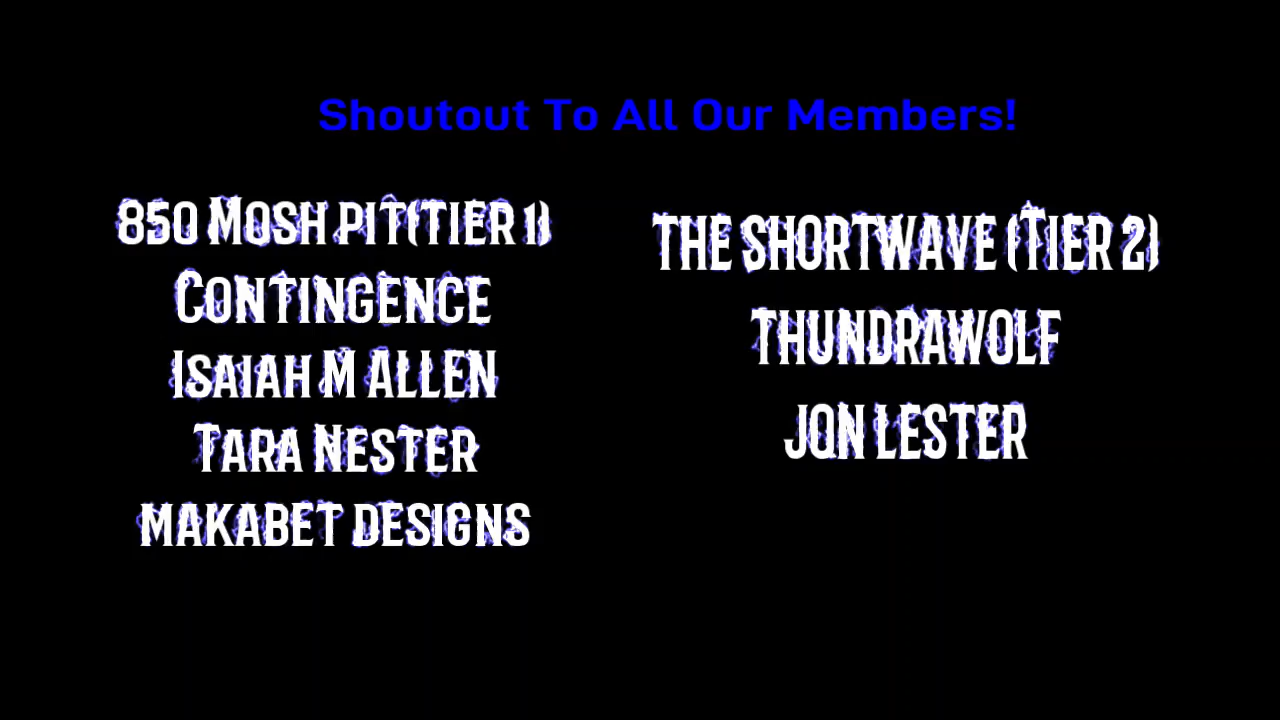 Shoutout To All Our Members!
850 Mosh pit(TIER 1)
Contingence
Isaiah M ALLEN
Tara Nester
makabet designs
THE SHORTWAVE (Tier 2)
THUNDRAWOLF
JON LESTER